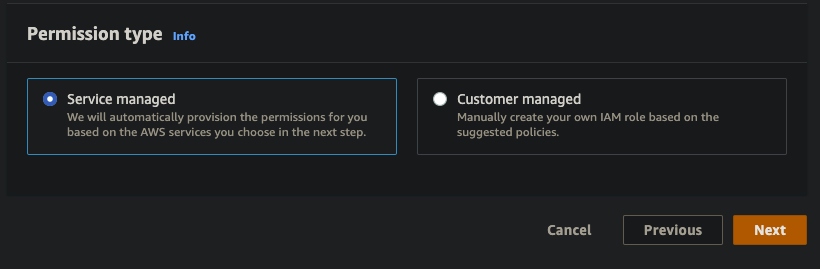 Permission type Info
Service managed
We will automatically provision the permissions for you
based on the AWS services you choose in the next step.
Customer managed
Manually create your own IAM role based on the
suggested policies.
Cancel
Previous
Next